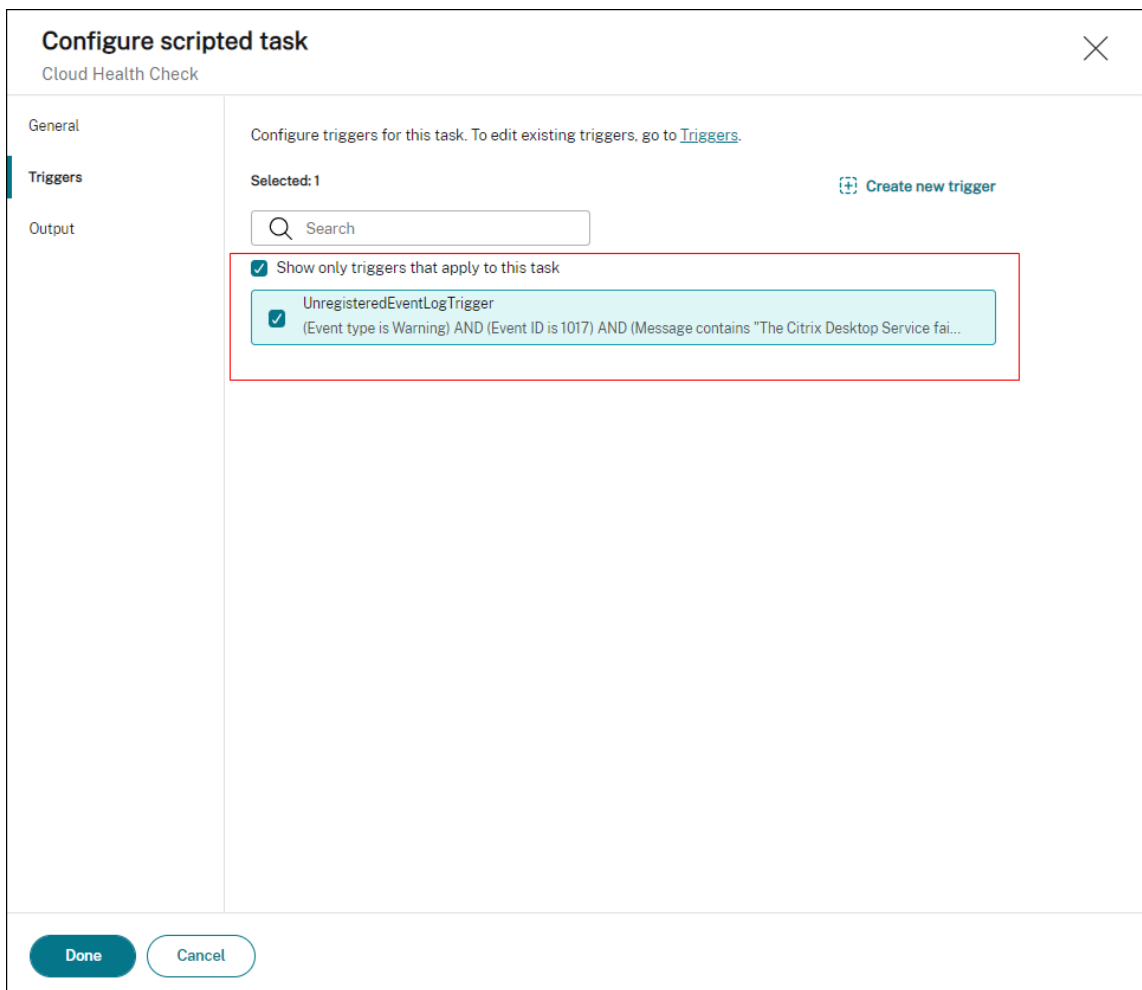 Configure scripted task
Cloud Health Check
General
Triggers
Output
Configure triggers for this task. To edit existing triggers, go to Triggers.
Selected: 1
Create new trigger
Search
Show only triggers that apply to this task
UnregisteredEventLogTrigger
(Event type is Warning) AND (Event ID is 1017) AND (Message contains "The Citrix Desktop Service fai...
Done
Cancel